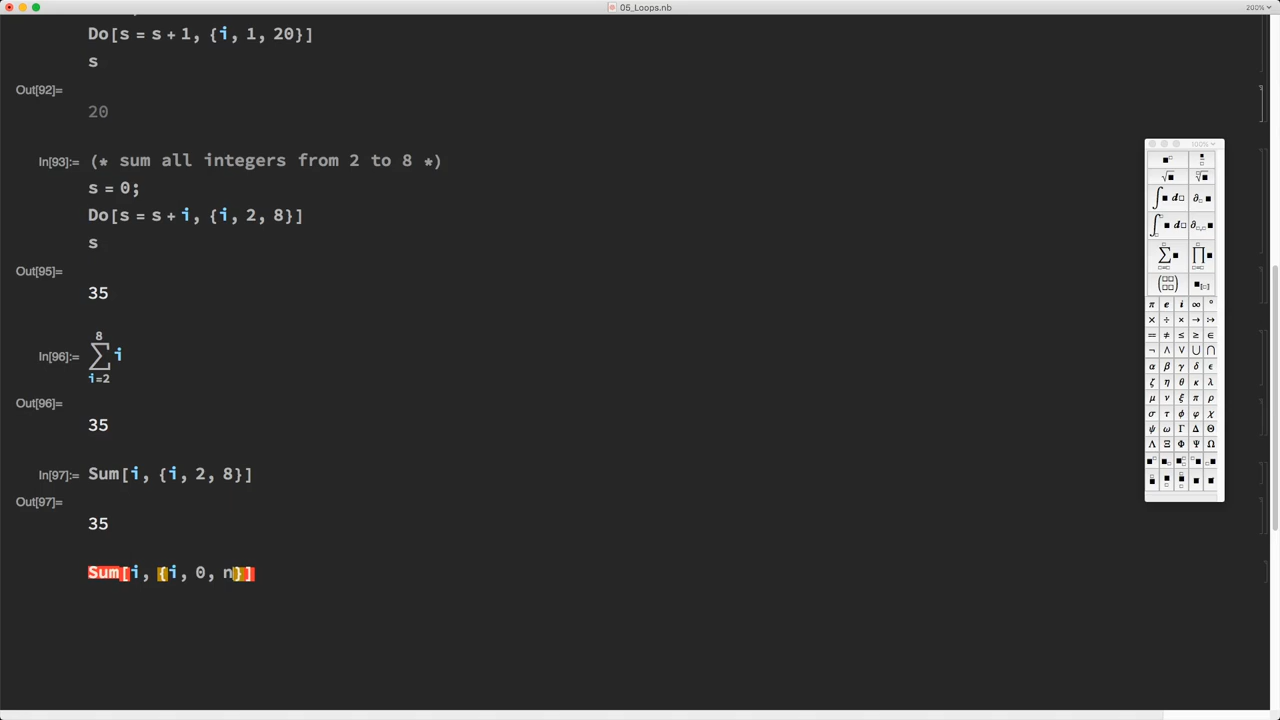 05_Loops.nb
200%
Do[s = s + 1, {i, 1, 20}]
s
Out[92]=
20
In[93]:= (* sum all integers from 2 to 8 *)
s = 0;
Do[s = s + i, {i, 2, 8}]
s
Out[95]=
35
8
In[96]:= ∑ i
i=2
Out[96]=
35
In[97]:= Sum[i, {i, 2, 8}]
Out[97]=
35
Sum[i, {i, 0, n}]
100%
√■ √■
∫■ d□ ∂□ ■
∫■ d□ ∂□,□ ■
∑ ■ ∏ ■
π e i ∞ °
× ÷ × → :→
== ≠ ≤ ≥ ∈
¬ ∧ ∨ ∪ ∩
α β γ δ ϵ
ζ η θ κ λ
μ ν ξ π ρ
σ τ ϕ φ χ
ψ ω Γ Δ Θ
Λ Ξ Φ Ψ Ω